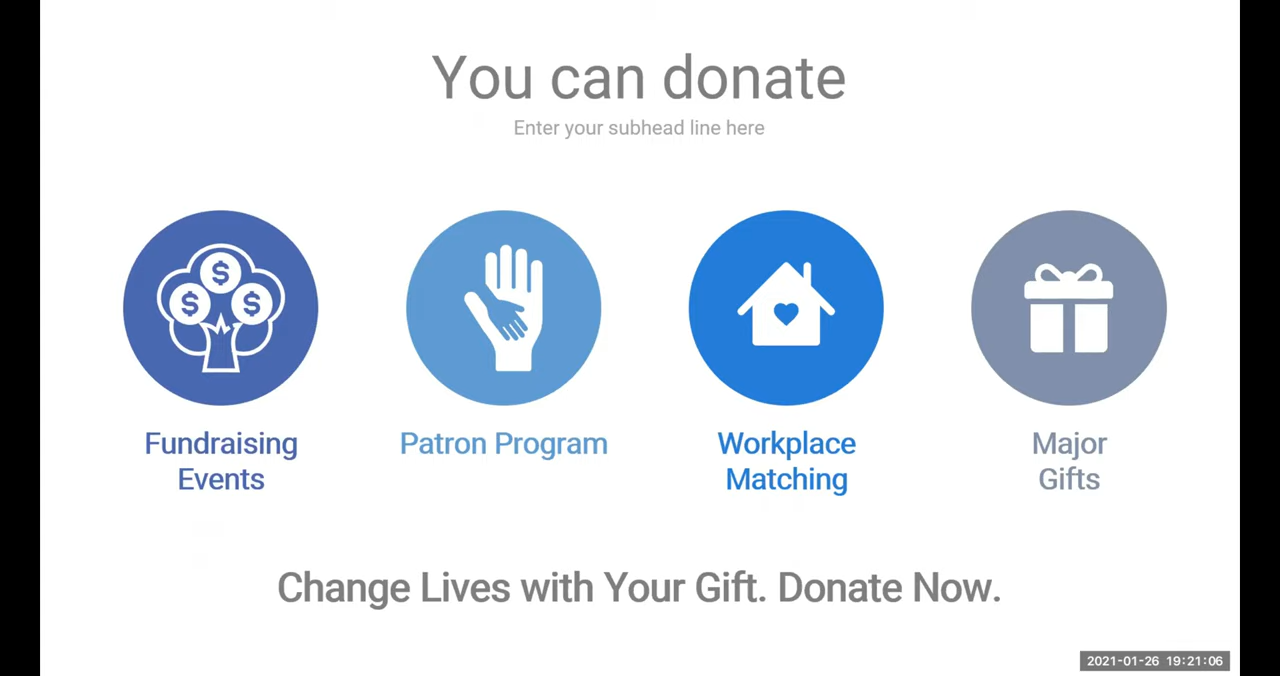 You can donate
Enter your subhead line here
$
$ $
Fundraising
Events
Patron Program
Workplace
Matching
Major
Gifts
Change Lives with Your Gift. Donate Now.
2021-01-26 19:21:06